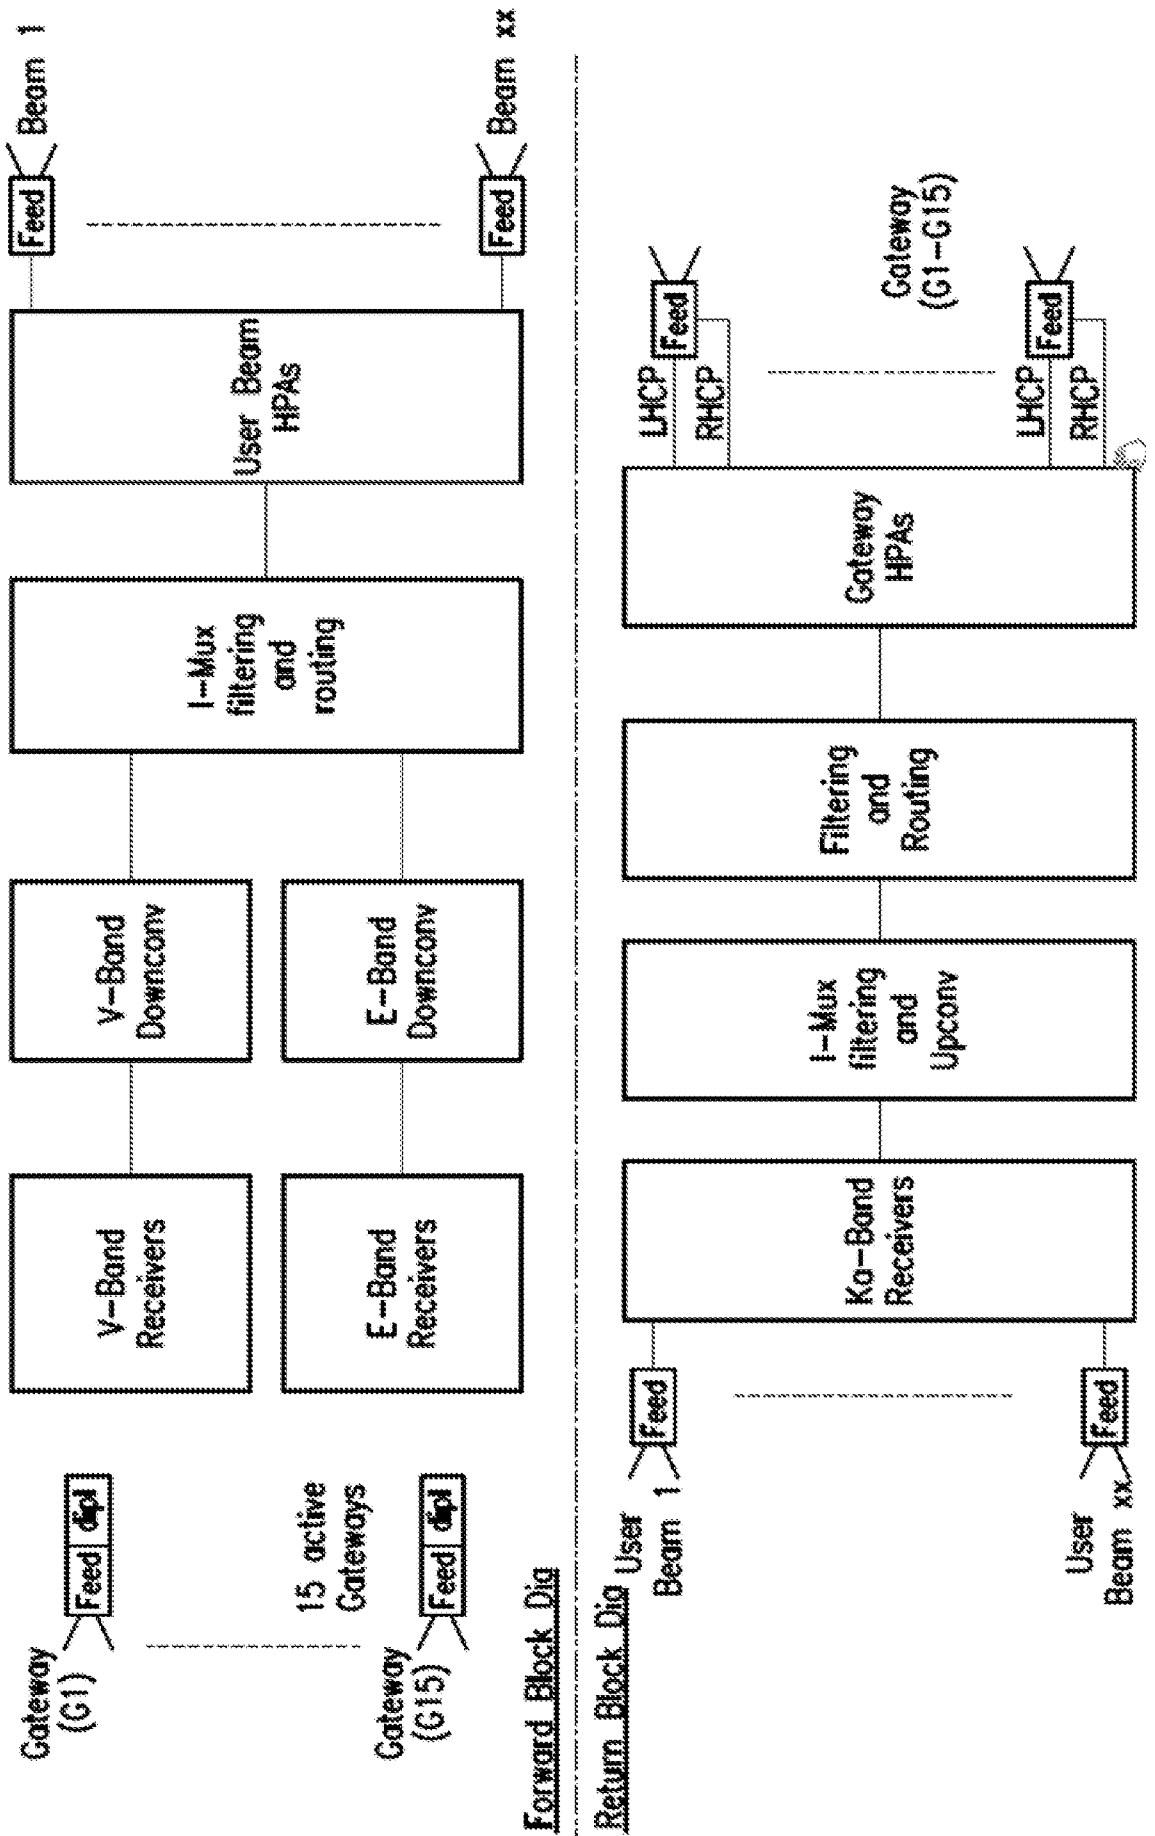 Gateway
(G1)
Feed dipl
15 active
Gateways
Gateway
(G15)
Feed dipl
V-Band
Receivers
E-Band
Receivers
V-Band
Downconv
E-Band
Downconv
I-Mux
filtering
and
routing
User Beam
HPAs
Feed
Beam 1
Feed
Beam xx
Forward Block Dia
Return Block Dia
User
Beam 1
Feed
User
Beam xx
Feed
Ka-Band
Receivers
I-Mux
filtering
and
Upconv
Filtering
and
Routing
Gateway
HPAs
LHCP
RHCP
Feed
LHCP
RHCP
Feed
Gateway
(G1-G15)